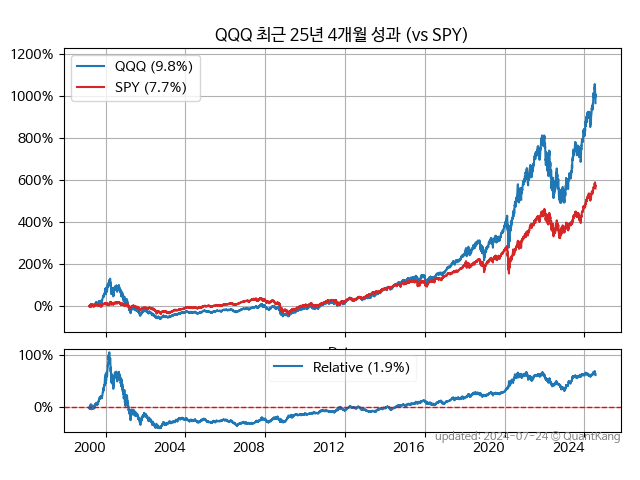 QQQ 최근 25년 4개월 성과 (vs SPY)
1200%
1000%
800%
600%
400%
200%
0%
QQQ (9.8%)
SPY (7.7%)
100%
0%
Relative (1.9%)
2000 2004 2008 2012 2016 2020 2024
updated: 2024-07-24 © QuantKang